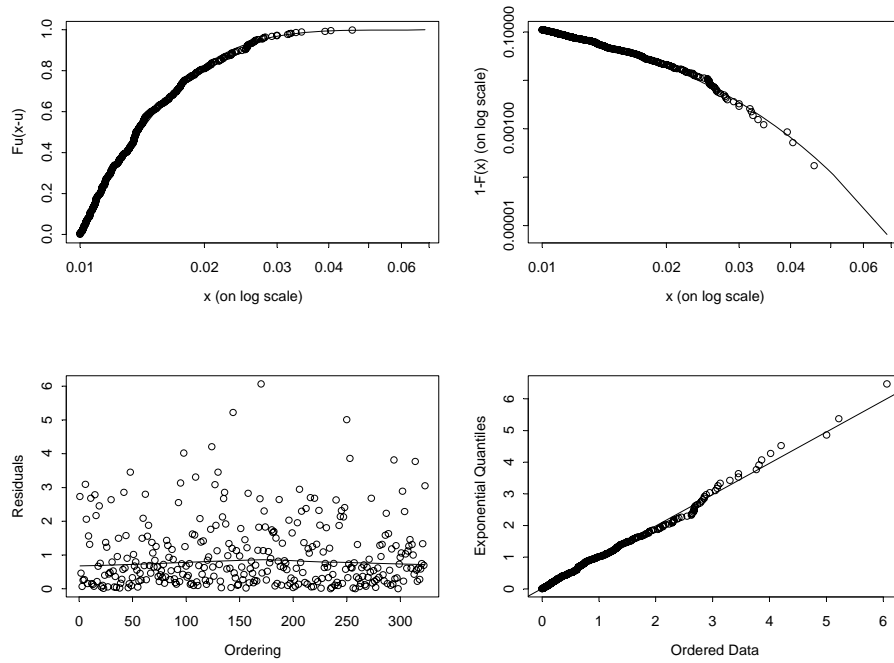 Fu(x-u)
1.0
0.8
0.6
0.4
0.2
0.0
0.01 0.02 0.03 0.04 0.06
x (on log scale)
1-F(x) (on log scale)
0.10000
0.00100
0.00001
0.01 0.02 0.03 0.04 0.06
x (on log scale)
Residuals
6
5
4
3
2
1
0
0 50 100 150 200 250 300
Ordering
Exponential Quantiles
6
5
4
3
2
1
0
0 1 2 3 4 5 6
Ordered Data